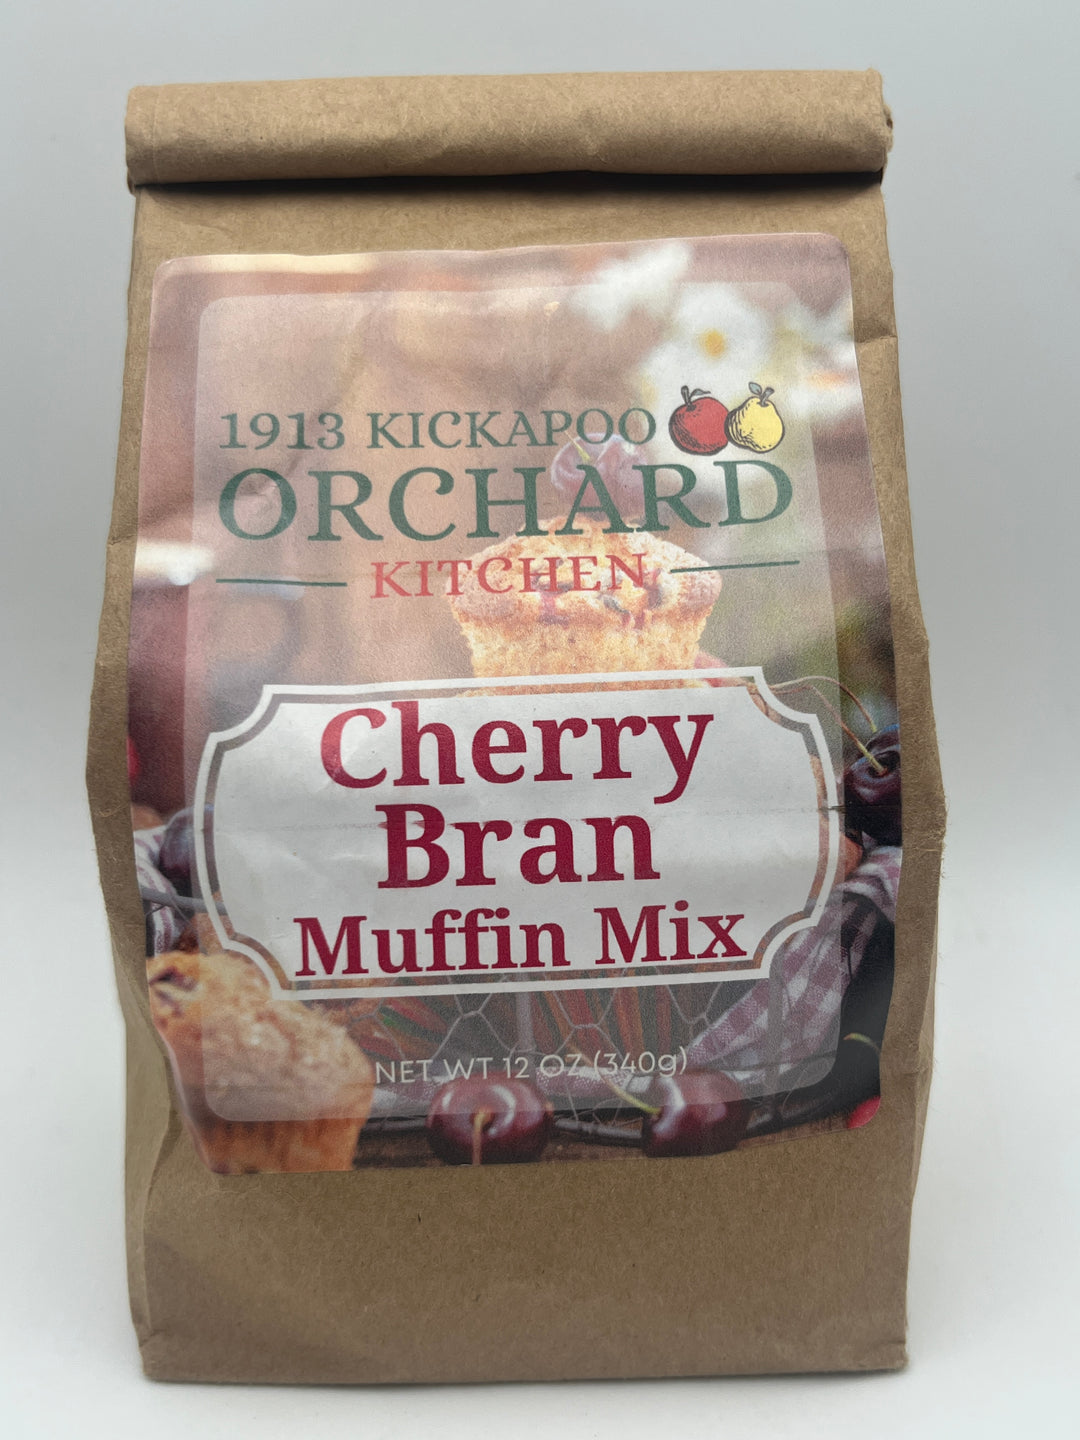 1913 KICKAPOO
ORCHARD
KITCHEN
Cherry
Bran
Muffin Mix
NET WT 12 OZ (340g)